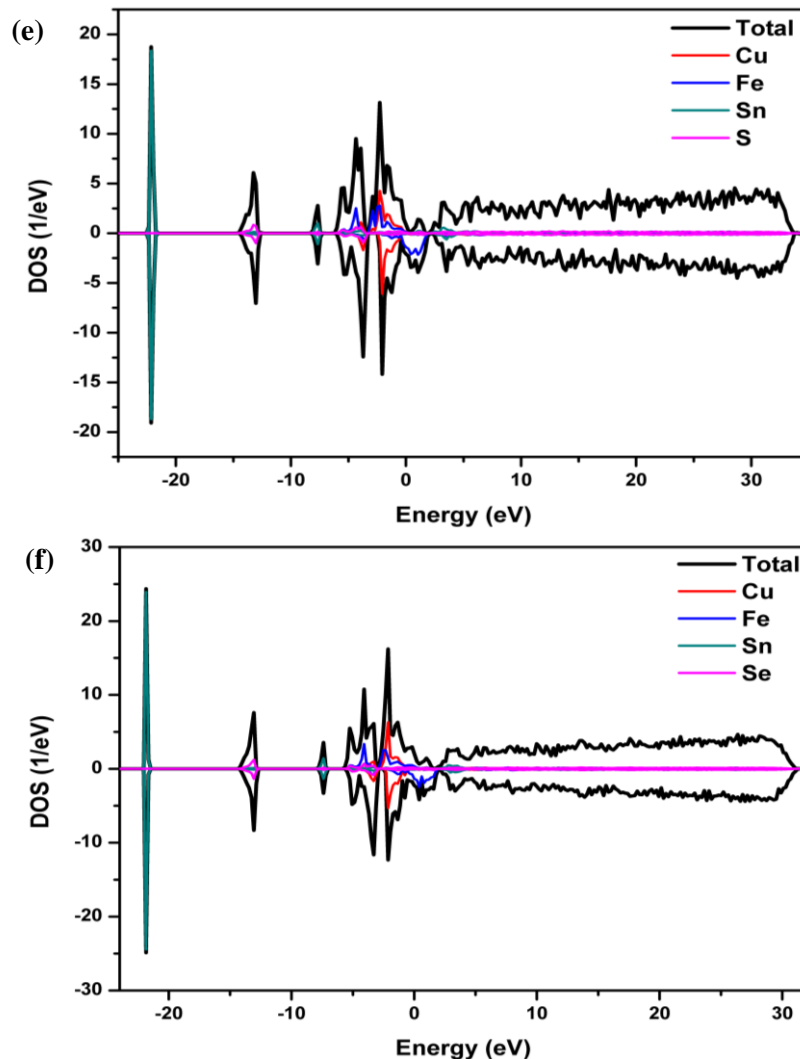 (e)
Total
Cu
Fe
Sn
S
20
15
10
5
0
-5
-10
-15
-20
DOS (1/eV)
-20 -10 0 10 20 30
Energy (eV)
(f)
Total
Cu
Fe
Sn
Se
30
20
10
0
-10
-20
-30
DOS (1/eV)
-20 -10 0 10 20 30
Energy (eV)